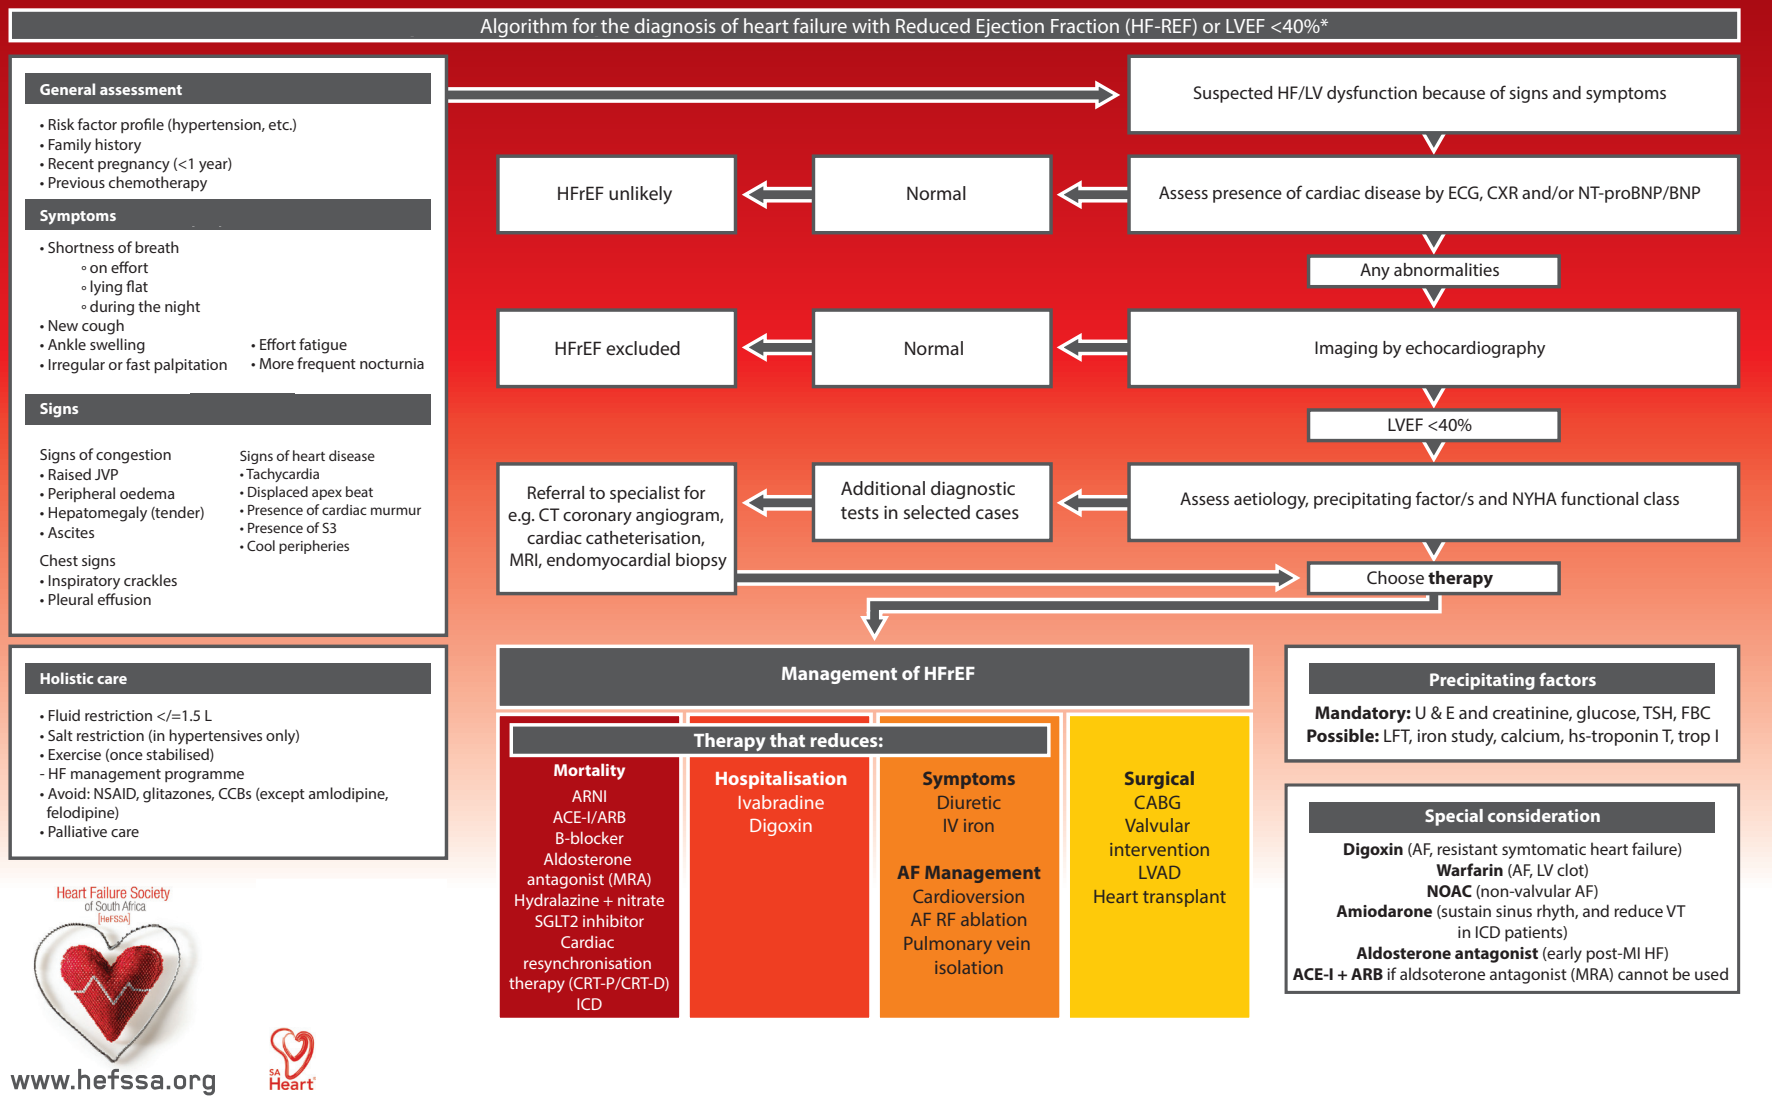 Algorithm for the diagnosis of heart failure with Reduced Ejection Fraction (HF-REF) or LVEF <40%*
General assessment
• Risk factor profile (hypertension, etc.)
• Family history
• Recent pregnancy (<1 year)
• Previous chemotherapy
Symptoms
• Shortness of breath
° on effort
° lying flat
° during the night
• New cough
• Ankle swelling
• Irregular or fast palpitation
• Effort fatigue
• More frequent nocturnia
Signs
Signs of congestion
• Raised JVP
• Peripheral oedema
• Hepatomegaly (tender)
• Ascites
Chest signs
• Inspiratory crackles
• Pleural effusion
Signs of heart disease
• Tachycardia
• Displaced apex beat
• Presence of cardiac murmur
• Presence of S3
• Cool peripheries
Holistic care
• Fluid restriction </=1.5 L
• Salt restriction (in hypertensives only)
• Exercise (once stabilised)
- HF management programme
• Avoid: NSAID, glitazones, CCBs (except amlodipine,
felodipine)
• Palliative care
Suspected HF/LV dysfunction because of signs and symptoms
Assess presence of cardiac disease by ECG, CXR and/or NT-proBNP/BNP
Normal
HFrEF unlikely
Any abnormalities
Imaging by echocardiography
Normal
HFrEF excluded
LVEF <40%
Assess aetiology, precipitating factor/s and NYHA functional class
Additional diagnostic
tests in selected cases
Referral to specialist for
e.g. CT coronary angiogram,
cardiac catheterisation,
MRI, endomyocardial biopsy
Choose therapy
Management of HFrEF
Therapy that reduces:
Mortality
ARNI
ACE-I/ARB
B-blocker
Aldosterone
antagonist (MRA)
Hydralazine + nitrate
SGLT2 inhibitor
Cardiac
resynchronisation
therapy (CRT-P/CRT-D)
ICD
Hospitalisation
Ivabradine
Digoxin
Symptoms
Diuretic
IV iron
AF Management
Cardioversion
AF RF ablation
Pulmonary vein
isolation
Surgical
CABG
Valvular
intervention
LVAD
Heart transplant
Precipitating factors
Mandatory: U & E and creatinine, glucose, TSH, FBC
Possible: LFT, iron study, calcium, hs-troponin T, trop I
Special consideration
Digoxin (AF, resistant symtomatic heart failure)
Warfarin (AF, LV clot)
NOAC (non-valvular AF)
Amiodarone (sustain sinus rhyth, and reduce VT
in ICD patients)
Aldosterone antagonist (early post-MI HF)
ACE-I + ARB if aldsoterone antagonist (MRA) cannot be used
Heart Failure Society
of South Africa
[HeFSSA]
www.hefssa.org
SA
Heart